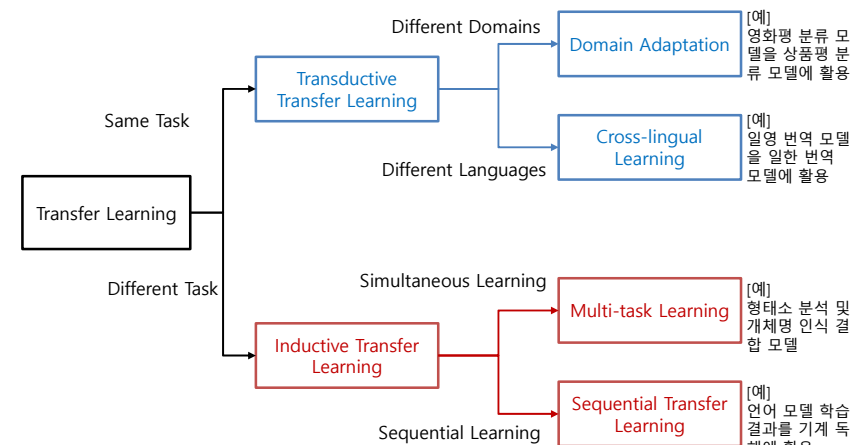 Different Domains
Domain Adaptation
[예]
영화평 분류 모
델을 상품평 분
류 모델에 활용
Transductive
Transfer Learning
Same Task
Cross-lingual
Learning
[예]
일영 번역 모델
을 일한 번역
모델에 활용
Different Languages
Transfer Learning
Different Task
Simultaneous Learning
Multi-task Learning
[예]
형태소 분석 및
개체명 인식 결
합 모델
Inductive Transfer
Learning
Sequential Transfer
Learning
[예]
언어 모델 학습
결과를 기계 독
해에 활용
Sequential Learning